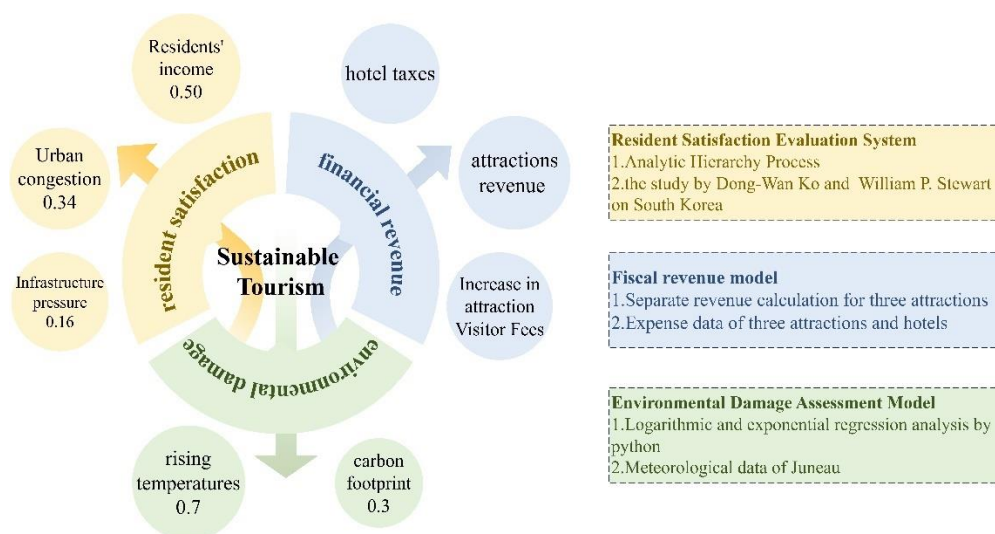 Residents'
income
0.50
hotel taxes
Urban
congestion
0.34
attractions
revenue
resident satisfaction
financial revenue
Sustainable
Tourism
Infrastructure
pressure
0.16
Increase in
attraction
Visitor Fees
environmental damage
rising
temperatures
0.7
carbon
footprint
0.3
Resident Satisfaction Evaluation System
1.Analytic Hierarchy Process
2.the study by Dong-Wan Ko and William P. Stewart
on South Korea
Fiscal revenue model
1.Separate revenue calculation for three attractions
2.Expense data of three attractions and hotels
Environmental Damage Assessment Model
1.Logarithmic and exponential regression analysis by
python
2.Meteorological data of Juneau